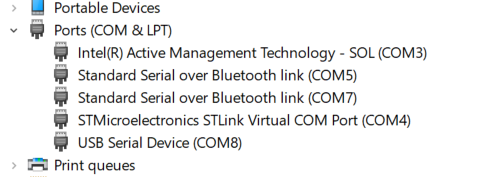 Portable Devices
Ports (COM & LPT)
Intel(R) Active Management Technology - SOL (COM3)
Standard Serial over Bluetooth link (COM5)
Standard Serial over Bluetooth link (COM7)
STMicroelectronics STLink Virtual COM Port (COM4)
USB Serial Device (COM8)
Print queues